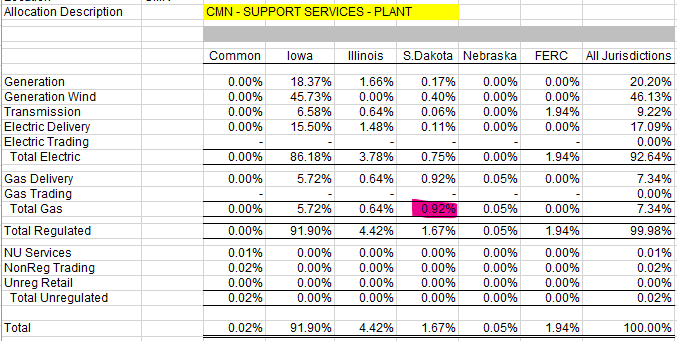 Allocation Description CMN - SUPPORT SERVICES - PLANT
Common Iowa Illinois S.Dakota Nebraska FERC All Jurisdictions
Generation 0.00% 18.37% 1.66% 0.17% 0.00% 0.00% 20.20%
Generation Wind 0.00% 45.73% 0.00% 0.40% 0.00% 0.00% 46.13%
Transmission 0.00% 6.58% 0.64% 0.06% 0.00% 1.94% 9.22%
Electric Delivery 0.00% 15.50% 1.48% 0.11% 0.00% 0.00% 17.09%
Electric Trading - - - - - - 0.00%
Total Electric 0.00% 86.18% 3.78% 0.75% 0.00% 1.94% 92.64%
Gas Delivery 0.00% 5.72% 0.64% 0.92% 0.05% 0.00% 7.34%
Gas Trading - - - - - - 0.00%
Total Gas 0.00% 5.72% 0.64% 0.92% 0.05% 0.00% 7.34%
Total Regulated 0.00% 91.90% 4.42% 1.67% 0.05% 1.94% 99.98%
NU Services 0.01% 0.00% 0.00% 0.00% 0.00% 0.00% 0.01%
NonReg Trading 0.02% 0.00% 0.00% 0.00% 0.00% 0.00% 0.02%
Unreg Retail 0.00% 0.00% 0.00% 0.00% 0.00% 0.00% 0.00%
Total Unregulated 0.02% 0.00% 0.00% 0.00% 0.00% 0.00% 0.02%
Total 0.02% 91.90% 4.42% 1.67% 0.05% 1.94% 100.00%